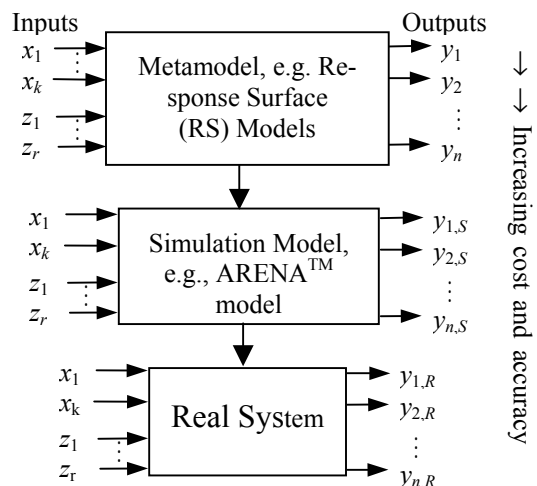 Inputs Outputs
x1 y1
⋮
xk y2
z1 ⋮
⋮
zr yn
Metamodel, e.g. Re-
sponse Surface
(RS) Models
x1 y1,S
xk y2,S
z1 ⋮
⋮
zr yn,S
Simulation Model,
e.g., ARENA™
model
x1 y1,R
xk y2,R
z1 ⋮
⋮
zr yn,R
Real System
→ → Increasing cost and accuracy